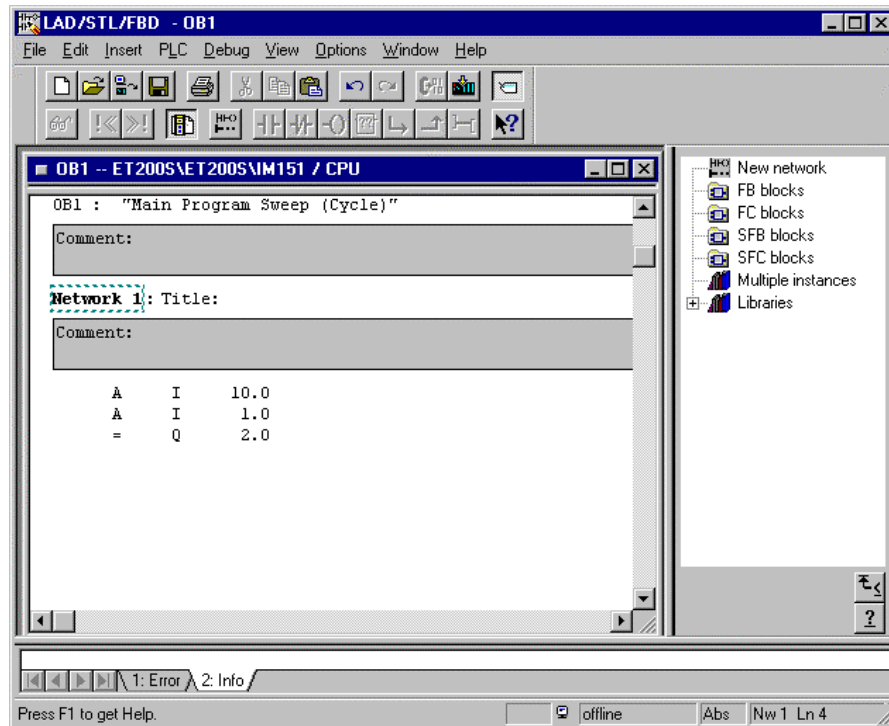 LAD/STL/FBD - OB1
File Edit Insert PLC Debug View Options Window Help
OB1 -- ET200S\ET200S\IM151 / CPU
OB1 : "Main Program Sweep (Cycle)"
Comment:
Network 1: Title:
Comment:
A I 10.0
A I 1.0
= Q 2.0
New network
FB blocks
FC blocks
SFB blocks
SFC blocks
Multiple instances
Libraries
1: Error 2: Info
Press F1 to get Help. offline Abs Nw 1 Ln 4